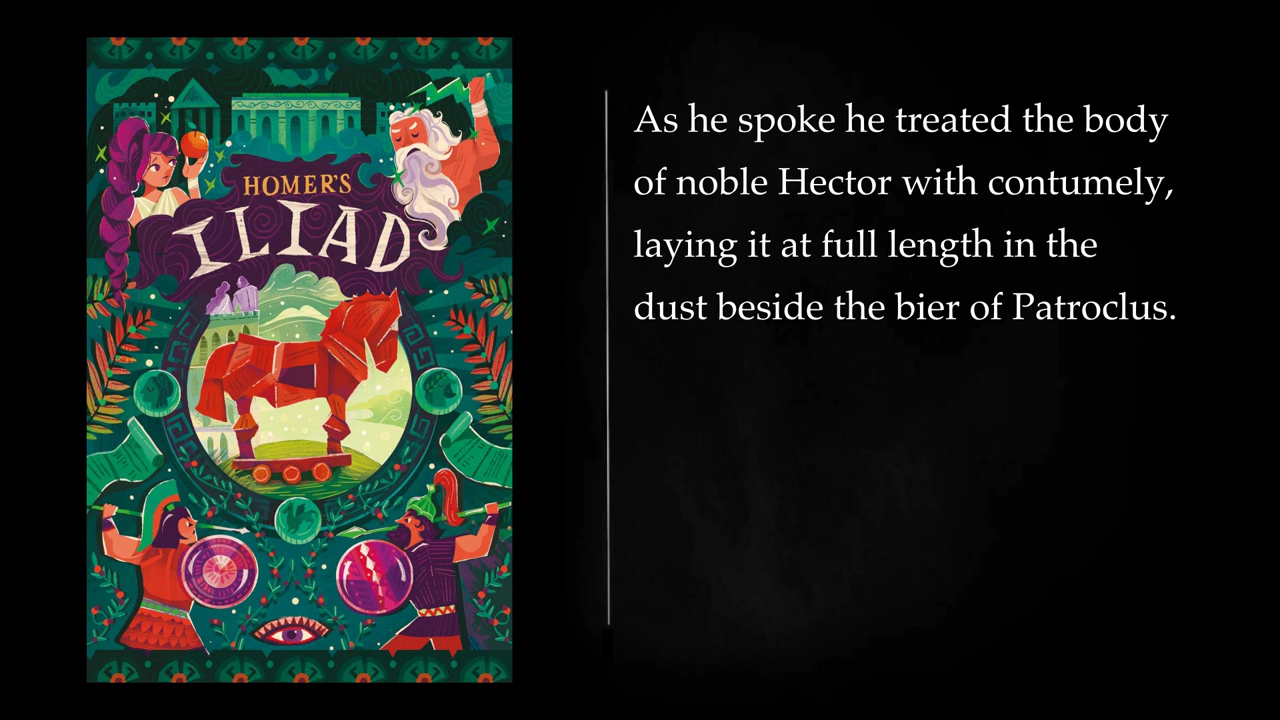 HOMER'S
ILIAD
As he spoke he treated the body
of noble Hector with contumely,
laying it at full length in the
dust beside the bier of Patroclus.